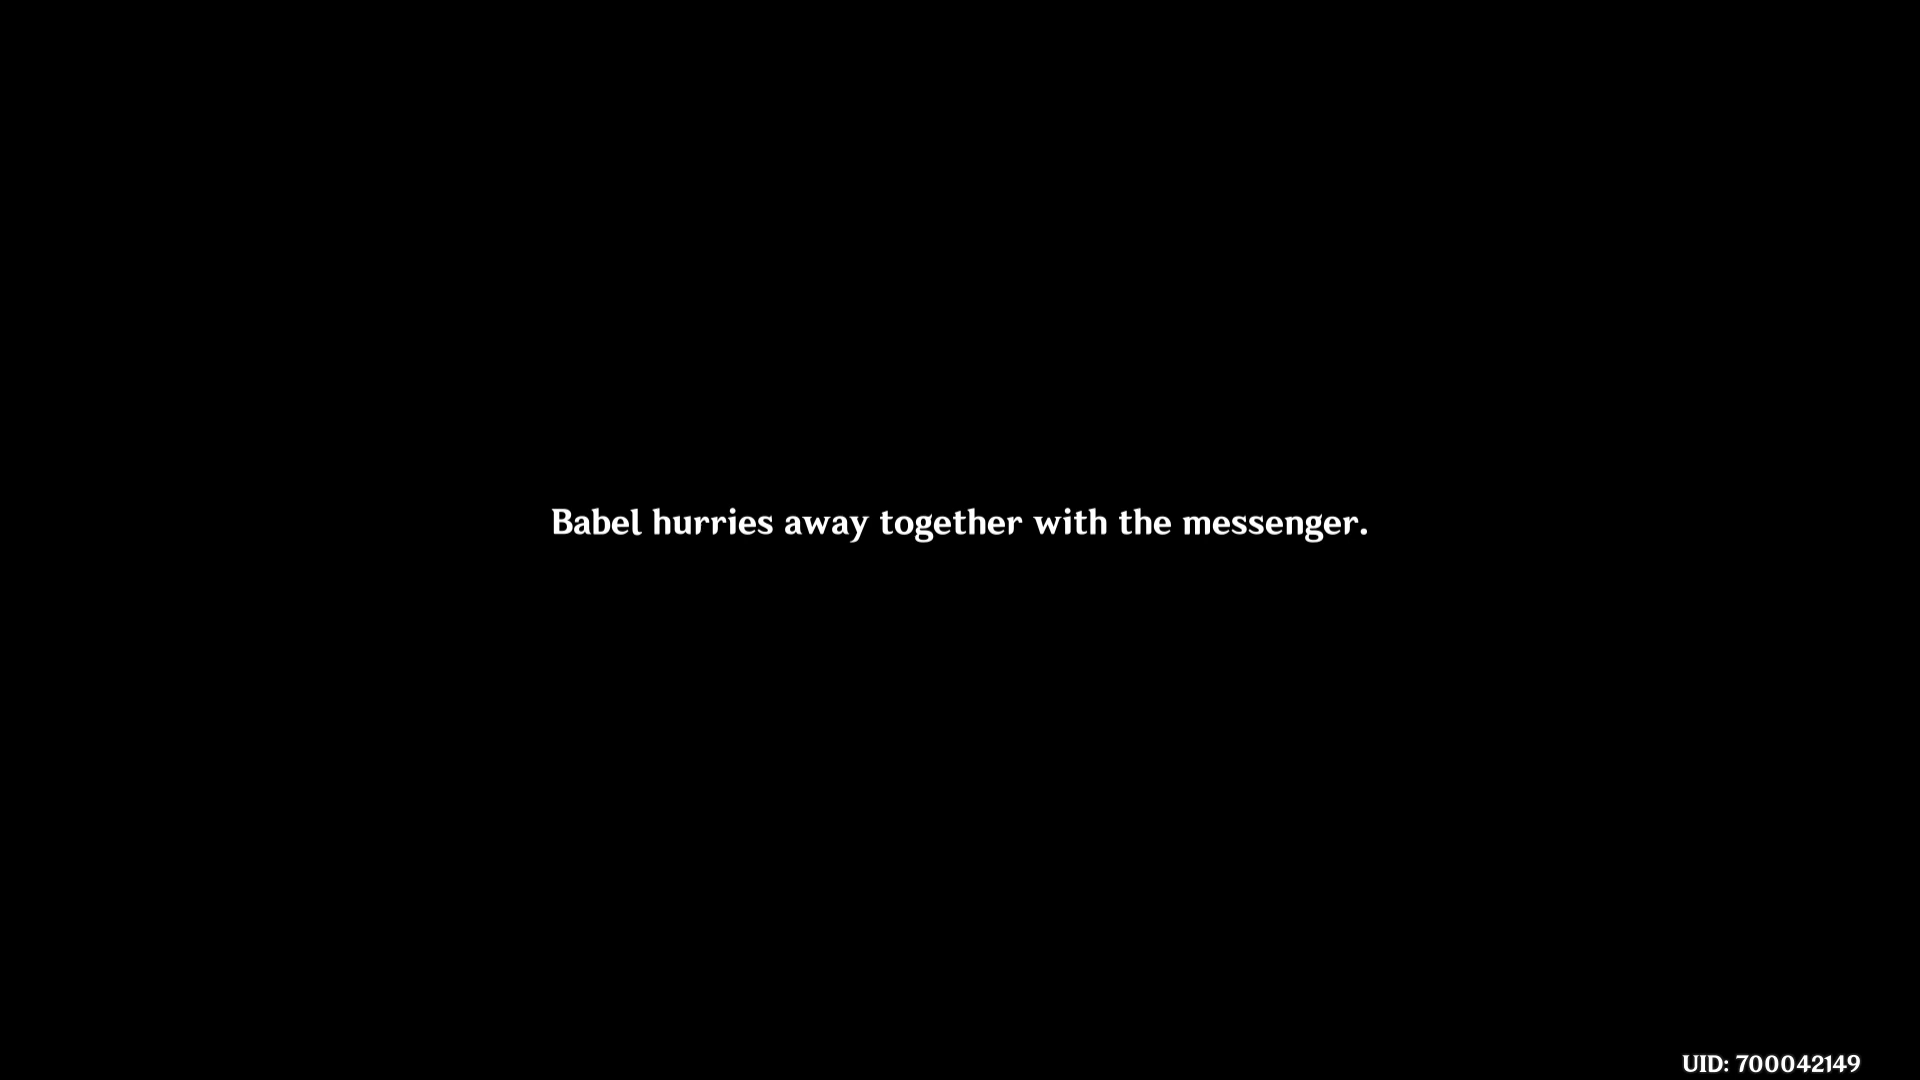 Babel hurries away together with the messenger.
UID: 700042149